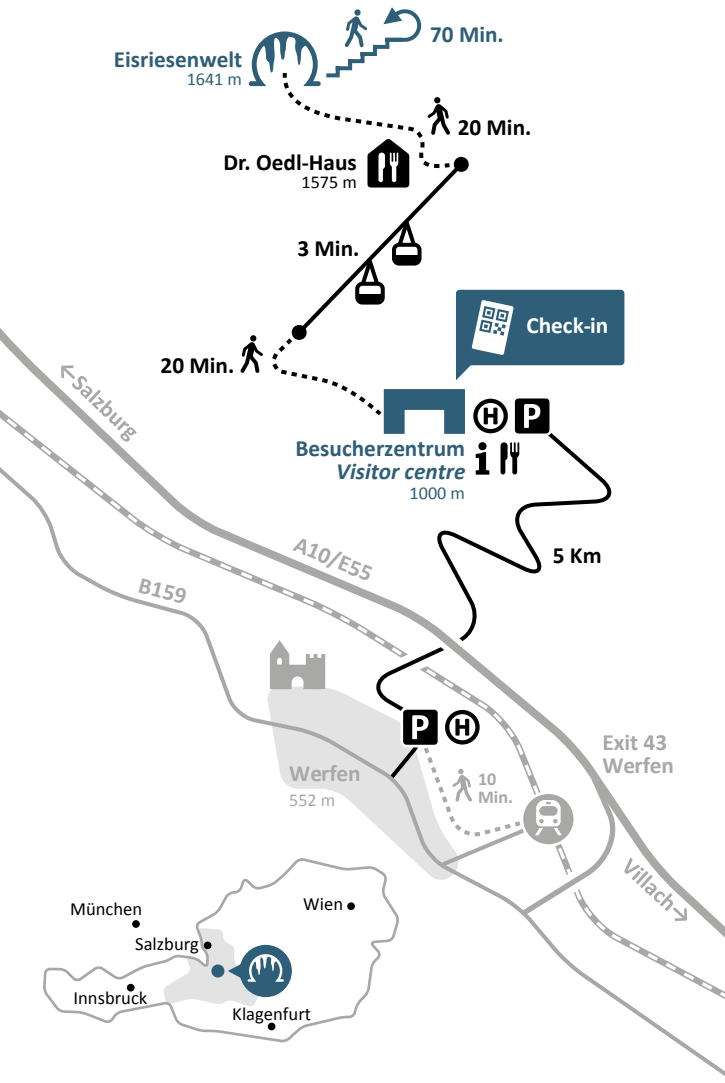 70 Min.
Eisriesenwelt
1641 m
20 Min.
Dr. Oedl-Haus
1575 m
3 Min.
Check-in
20 Min.
←Salzburg
H P
Besucherzentrum
Visitor centre
1000 m
i
A10/E55
5 Km
B159
P H
Exit 43
Werfen
Werfen
552 m
10
Min.
Villach→
München
Wien
Salzburg
Innsbruck
Klagenfurt